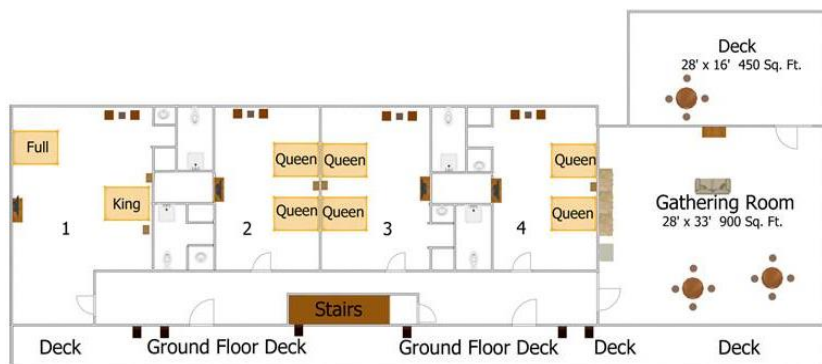 Deck
28' x 16' 450 Sq. Ft.
Full
Queen
Queen
Queen
King
Queen
Queen
Queen
Gathering Room
28' x 33' 900 Sq. Ft.
1
2
3
4
Stairs
Deck
Ground Floor Deck
Ground Floor Deck
Deck
Deck